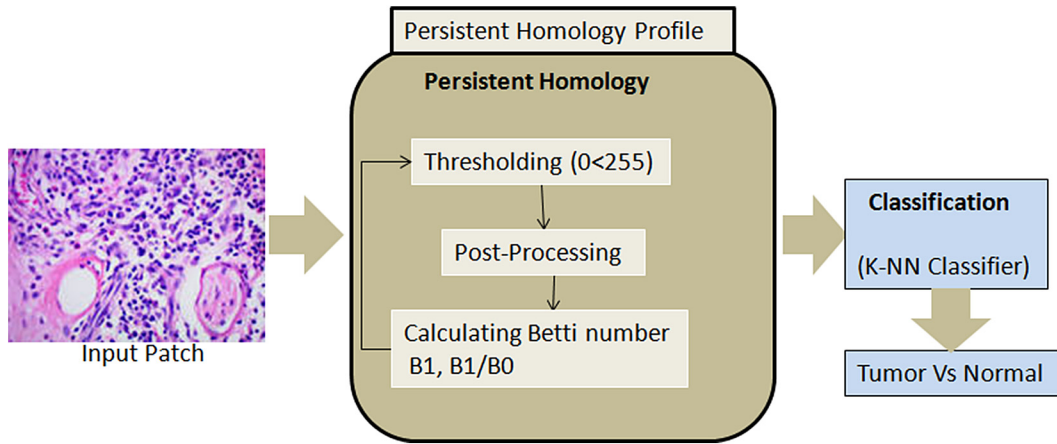 Persistent Homology Profile
Persistent Homology
Thresholding (0<255)
Post-Processing
Calculating Betti number
B1, B1/B0
Input Patch
Classification
(K-NN Classifier)
Tumor Vs Normal